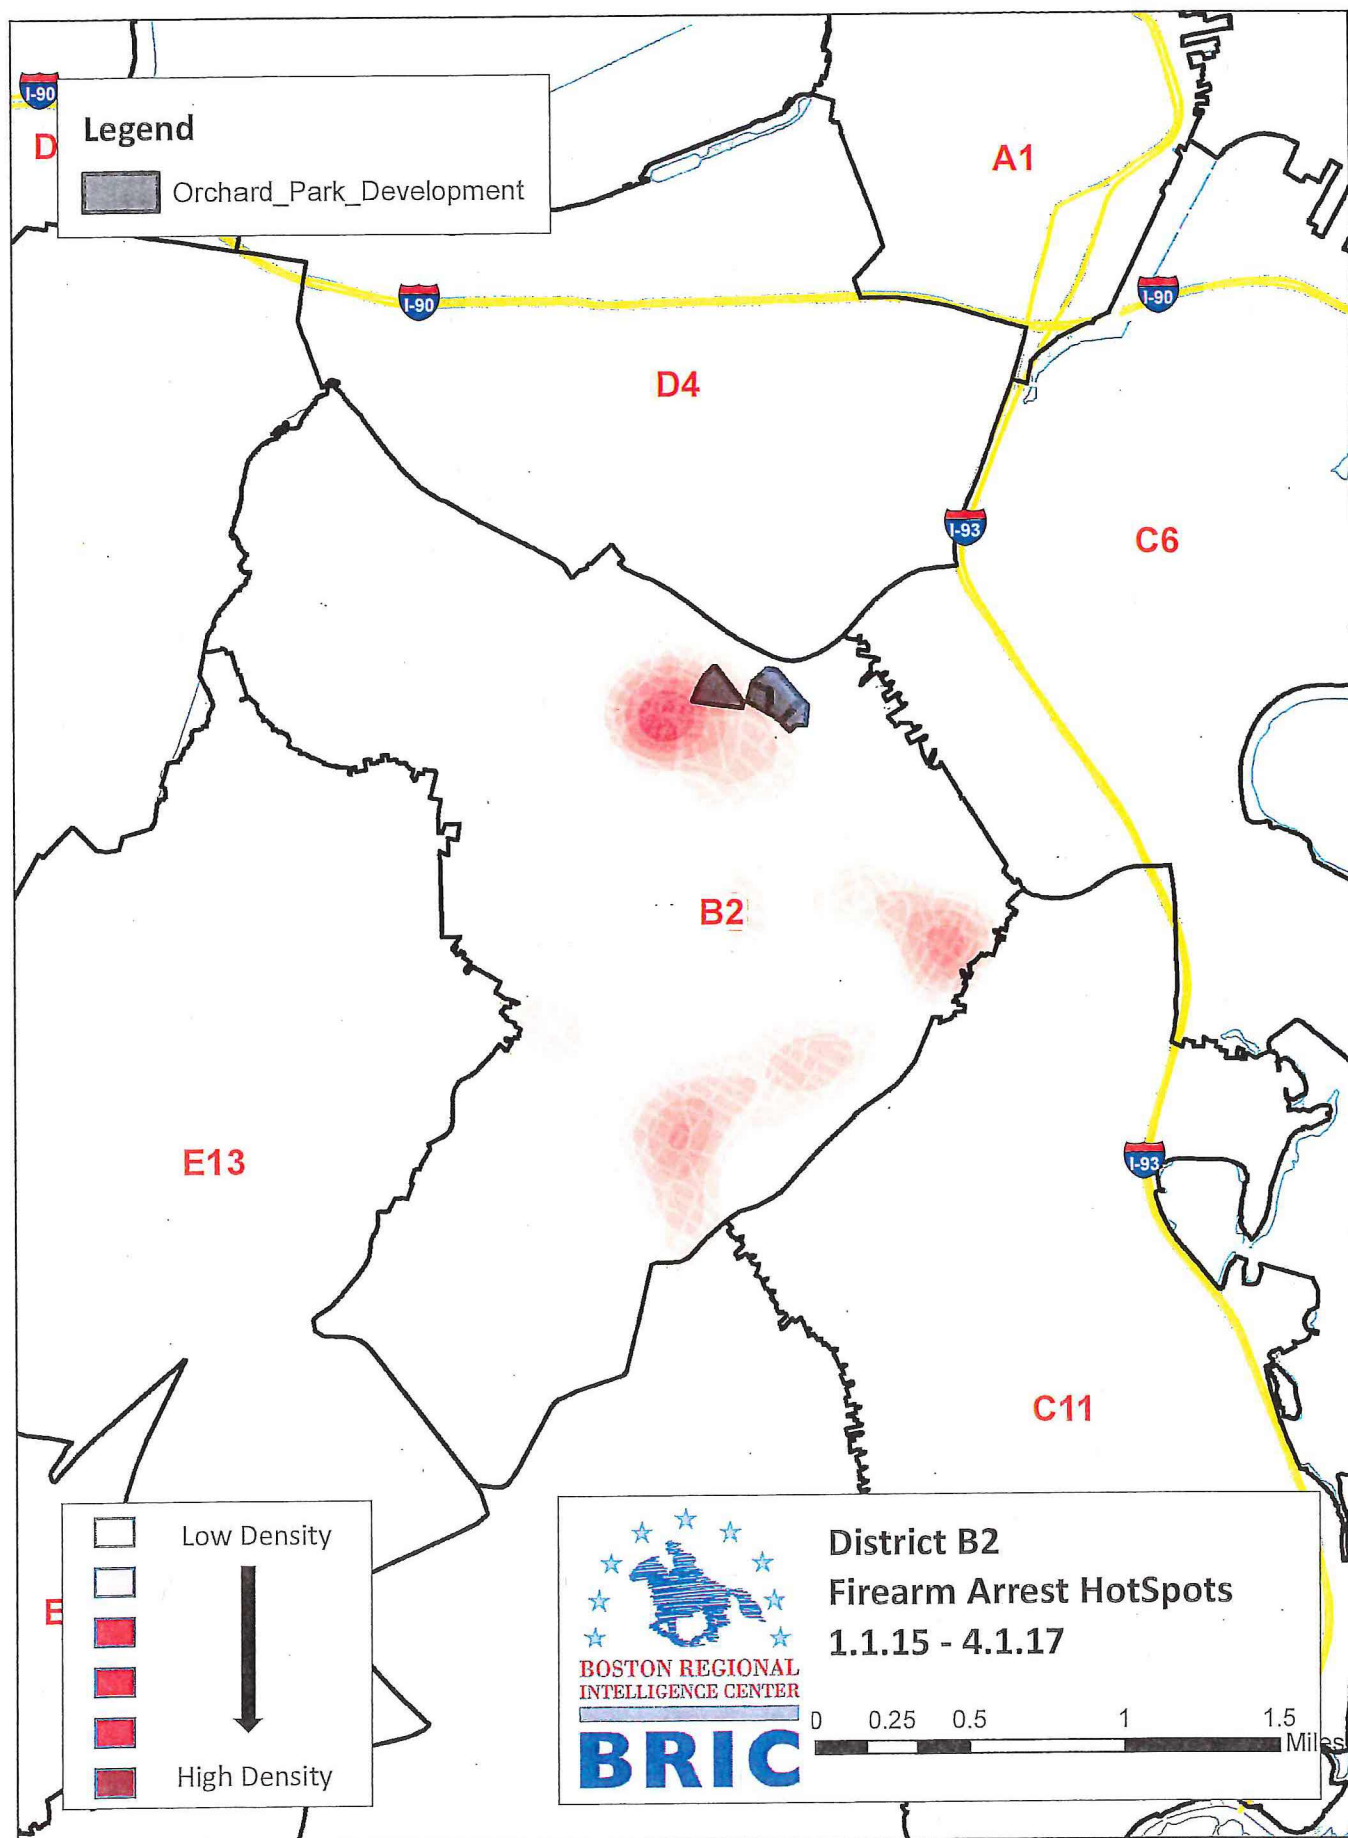 I-90
D
Legend
Orchard_Park_Development
A1
I-90
I-90
D4
I-93
C6
B2
E13
I-93
C11
Low Density
High Density
E
BOSTON REGIONAL
INTELLIGENCE CENTER
BRIC
District B2
Firearm Arrest HotSpots
1.1.15 - 4.1.17
0 0.25 0.5 1 1.5
Miles